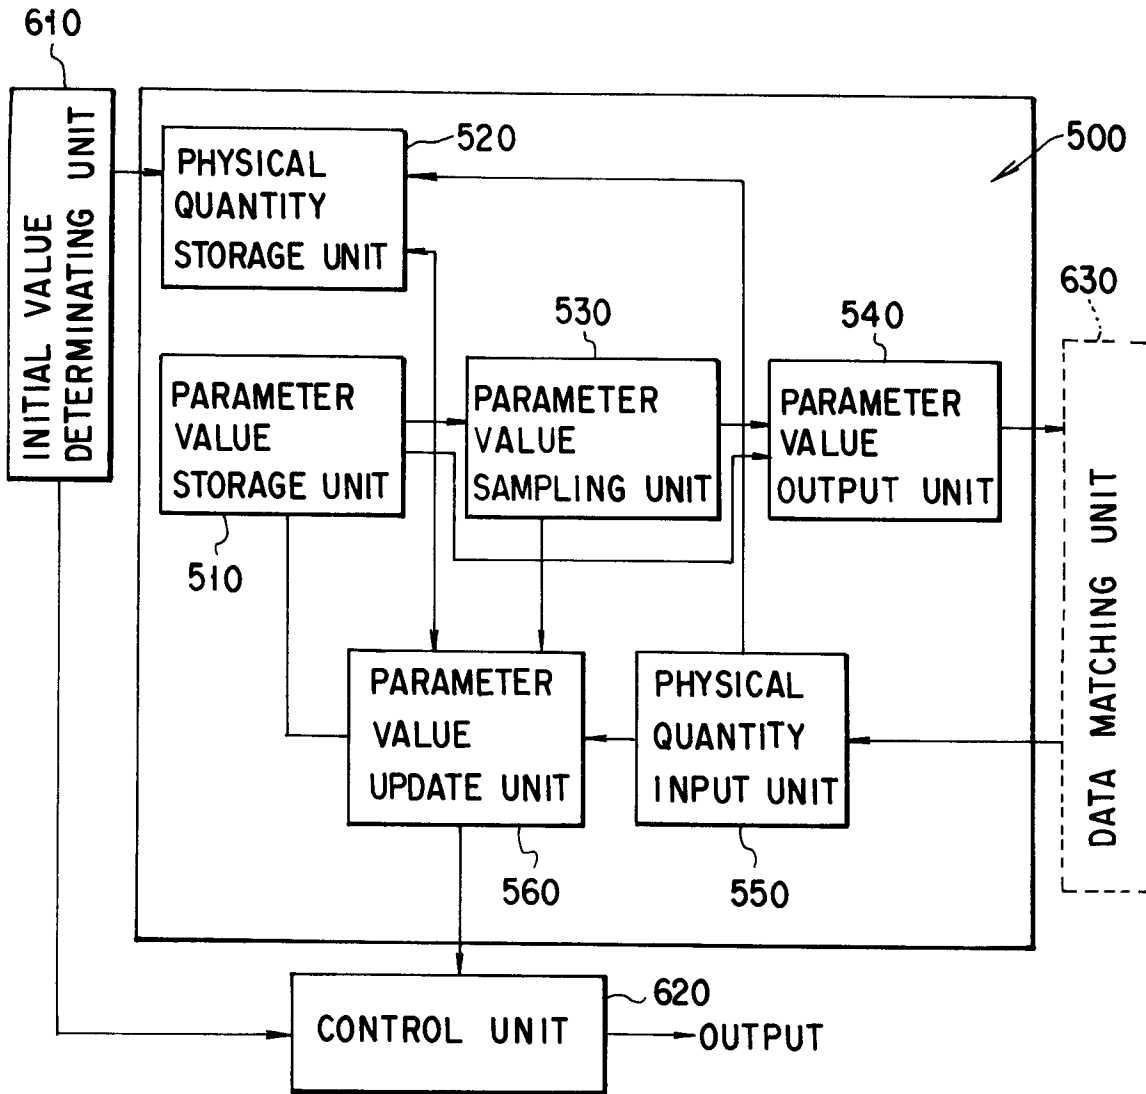 610
INITIAL VALUE
DETERMINATING UNIT
PHYSICAL
QUANTITY
STORAGE UNIT
520
500
630
530
540
PARAMETER
VALUE
STORAGE UNIT
PARAMETER
VALUE
SAMPLING UNIT
PARAMETER
VALUE
OUTPUT UNIT
510
DATA MATCHING UNIT
PARAMETER
VALUE
UPDATE UNIT
PHYSICAL
QUANTITY
INPUT UNIT
560
550
620
CONTROL UNIT
OUTPUT